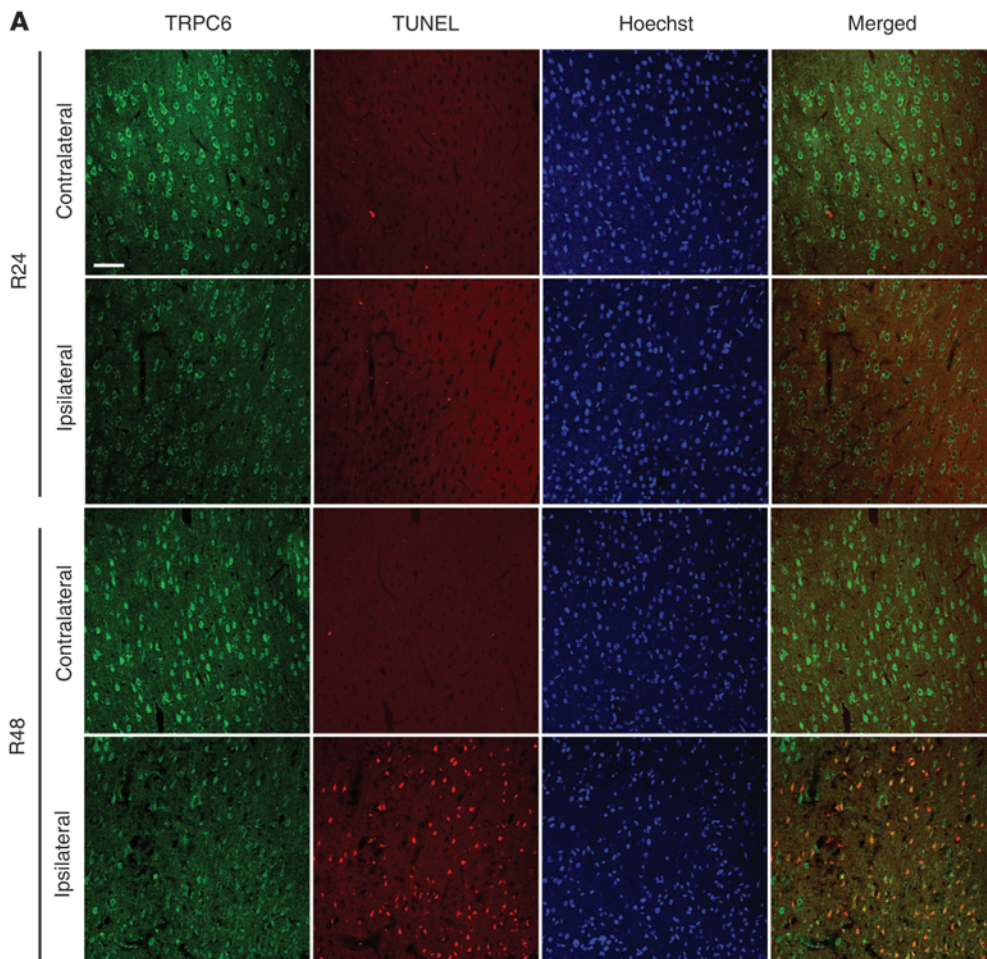 A
TRPC6 TUNEL Hoechst Merged
R24
Contralateral
Ipsilateral
R48
Contralateral
Ipsilateral